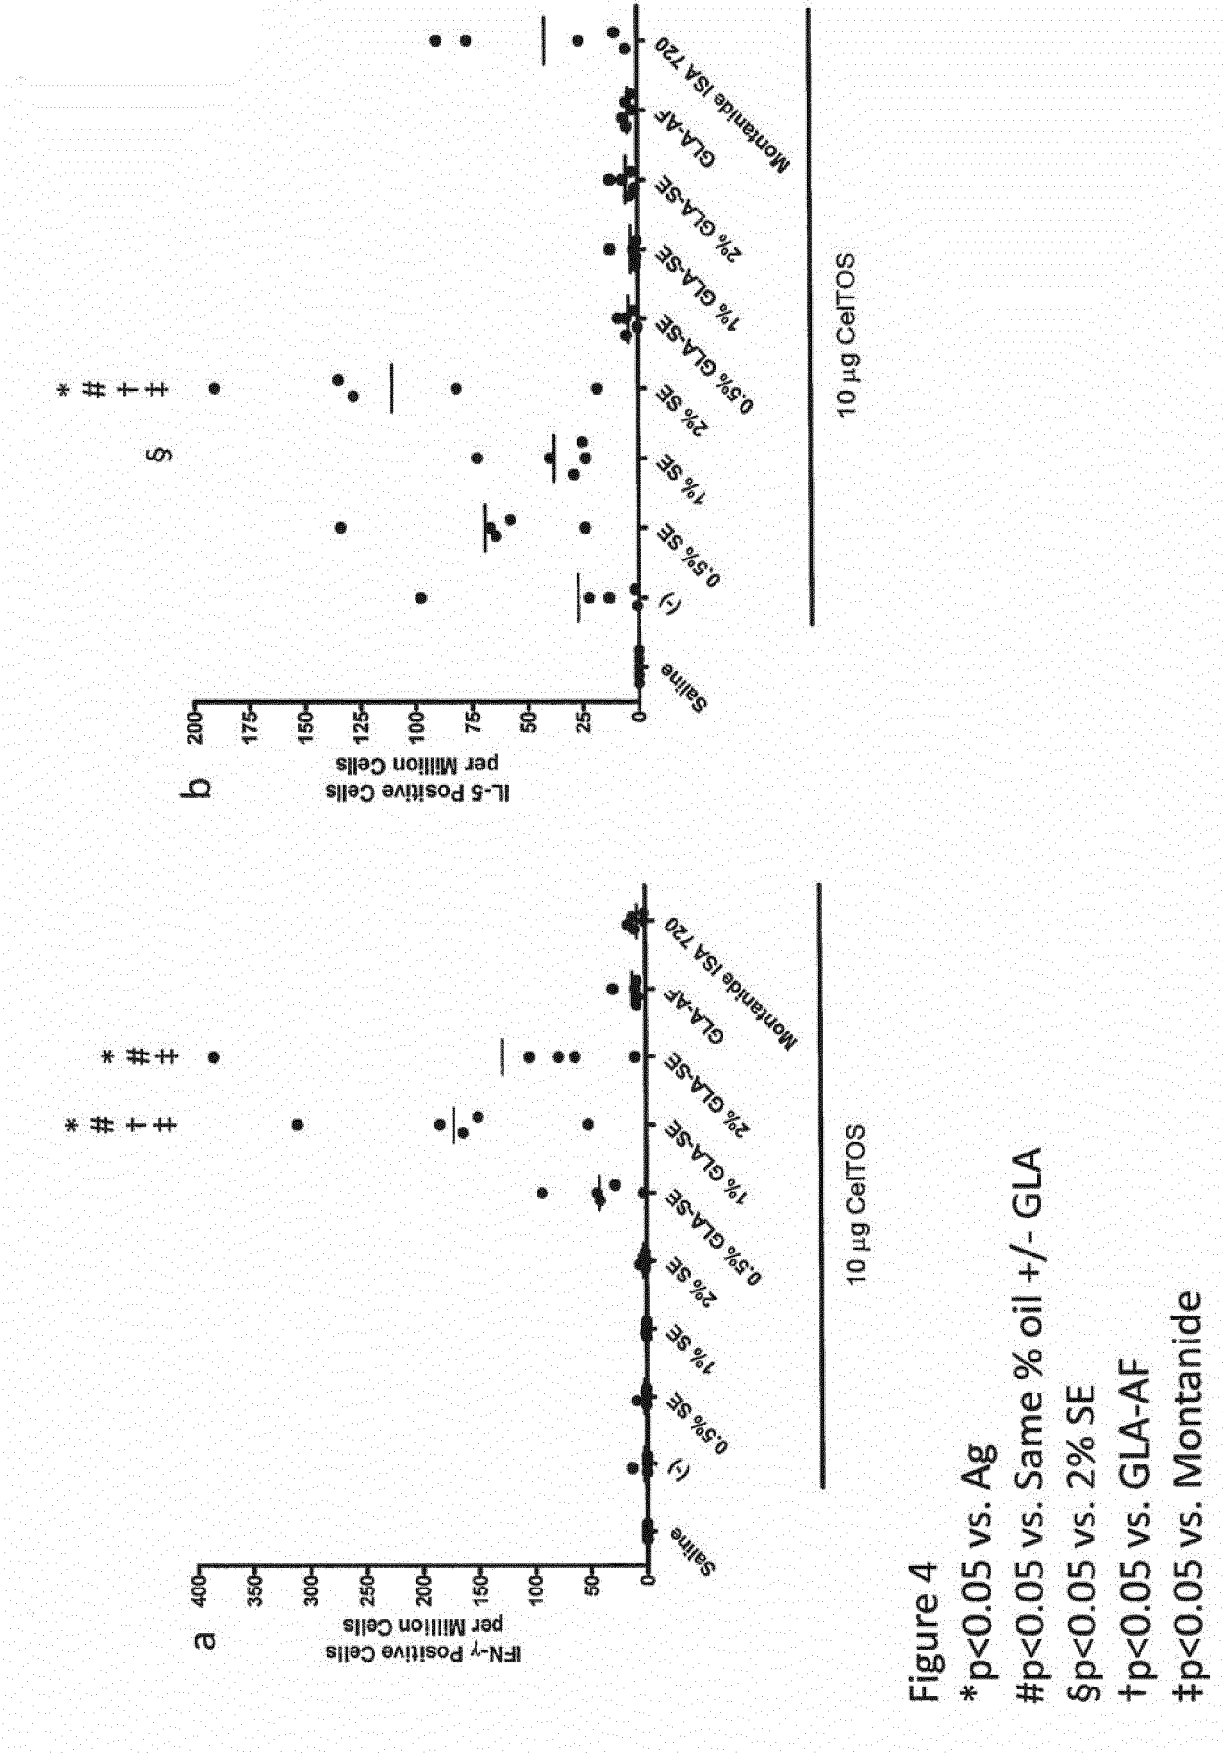 a
IFN-γ Positive Cells
per Million Cells
400
350
300
250
200
150
100
50
0
* # † ‡
* # ‡
Saline
(-)
0.5% SE
1% SE
2% SE
0.5% GLA-SE
1% GLA-SE
2% GLA-SE
GLA-AF
Montanide ISA 720
10 µg CelTOS
b
IL-5 Positive Cells
per Million Cells
200
175
150
125
100
75
50
25
0
§
* # † ‡
Saline
(-)
0.5% SE
1% SE
2% SE
0.5% GLA-SE
1% GLA-SE
2% GLA-SE
GLA-AF
Montanide ISA 720
10 µg CelTOS
Figure 4
*p<0.05 vs. Ag
#p<0.05 vs. Same % oil +/- GLA
§p<0.05 vs. 2% SE
†p<0.05 vs. GLA-AF
‡p<0.05 vs. Montanide